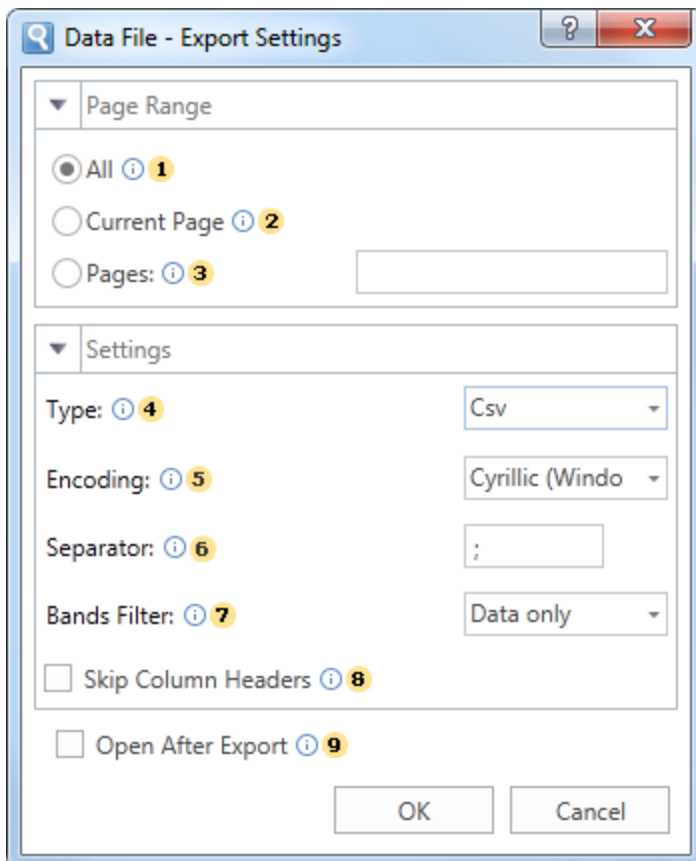 Data File - Export Settings ?
Page Range
All 1
Current Page 2
Pages: 3
Settings
Type: 4 Csv
Encoding: 5 Cyrillic (Windo
Separator: 6 ;
Bands Filter: 7 Data only
Skip Column Headers 8
Open After Export 9
OK Cancel